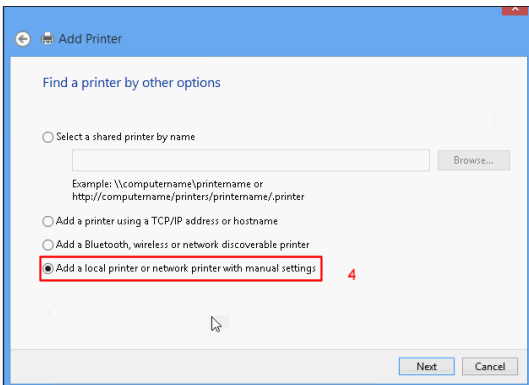 Add Printer
Find a printer by other options
Select a shared printer by name
Browse...
Example: \\computername\printername or
http://computername/printers/printername/.printer
Add a printer using a TCP/IP address or hostname
Add a Bluetooth, wireless or network discoverable printer
Add a local printer or network printer with manual settings
4
Next
Cancel